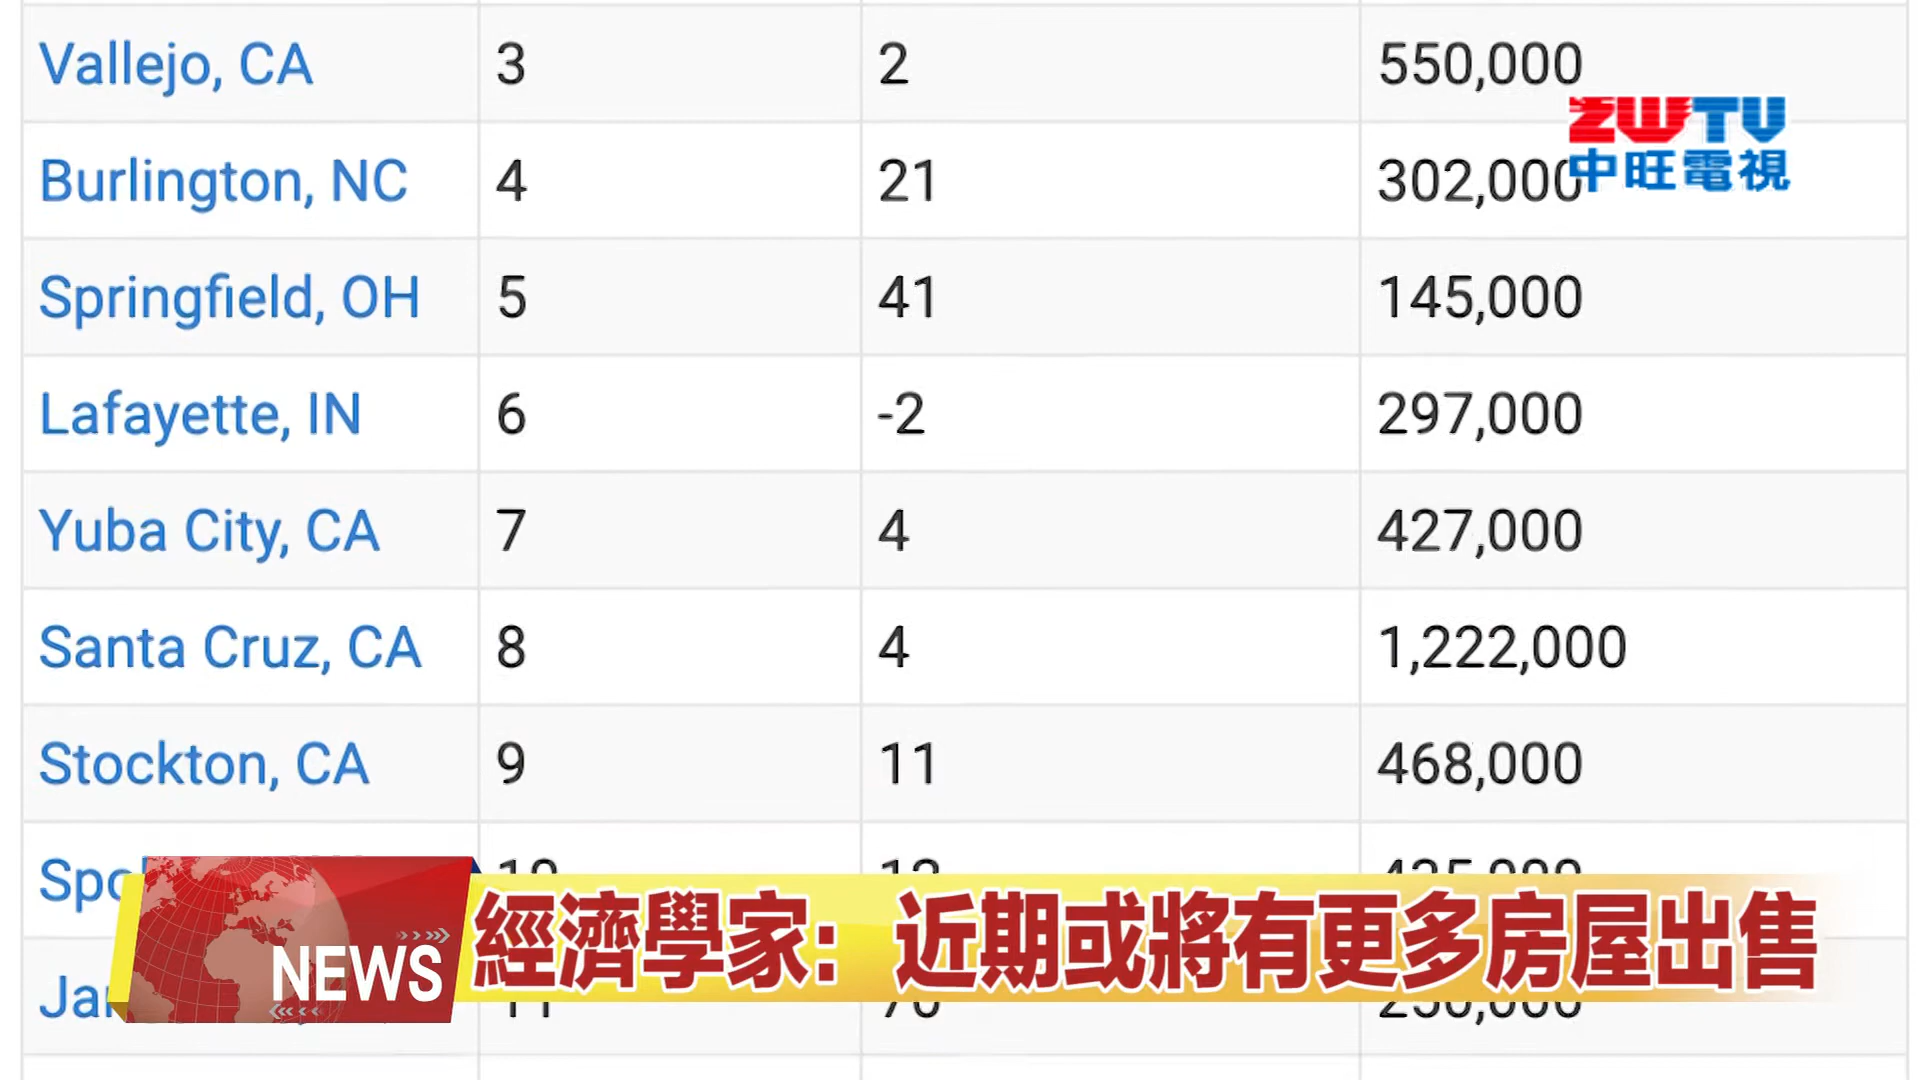 Vallejo, CA 3 2 550,000
ZWTV
中旺電視
Burlington, NC 4 21 302,000
Springfield, OH 5 41 145,000
Lafayette, IN 6 -2 297,000
Yuba City, CA 7 4 427,000
Santa Cruz, CA 8 4 1,222,000
Stockton, CA 9 11 468,000
NEWS
經濟學家: 近期或將有更多房屋出售